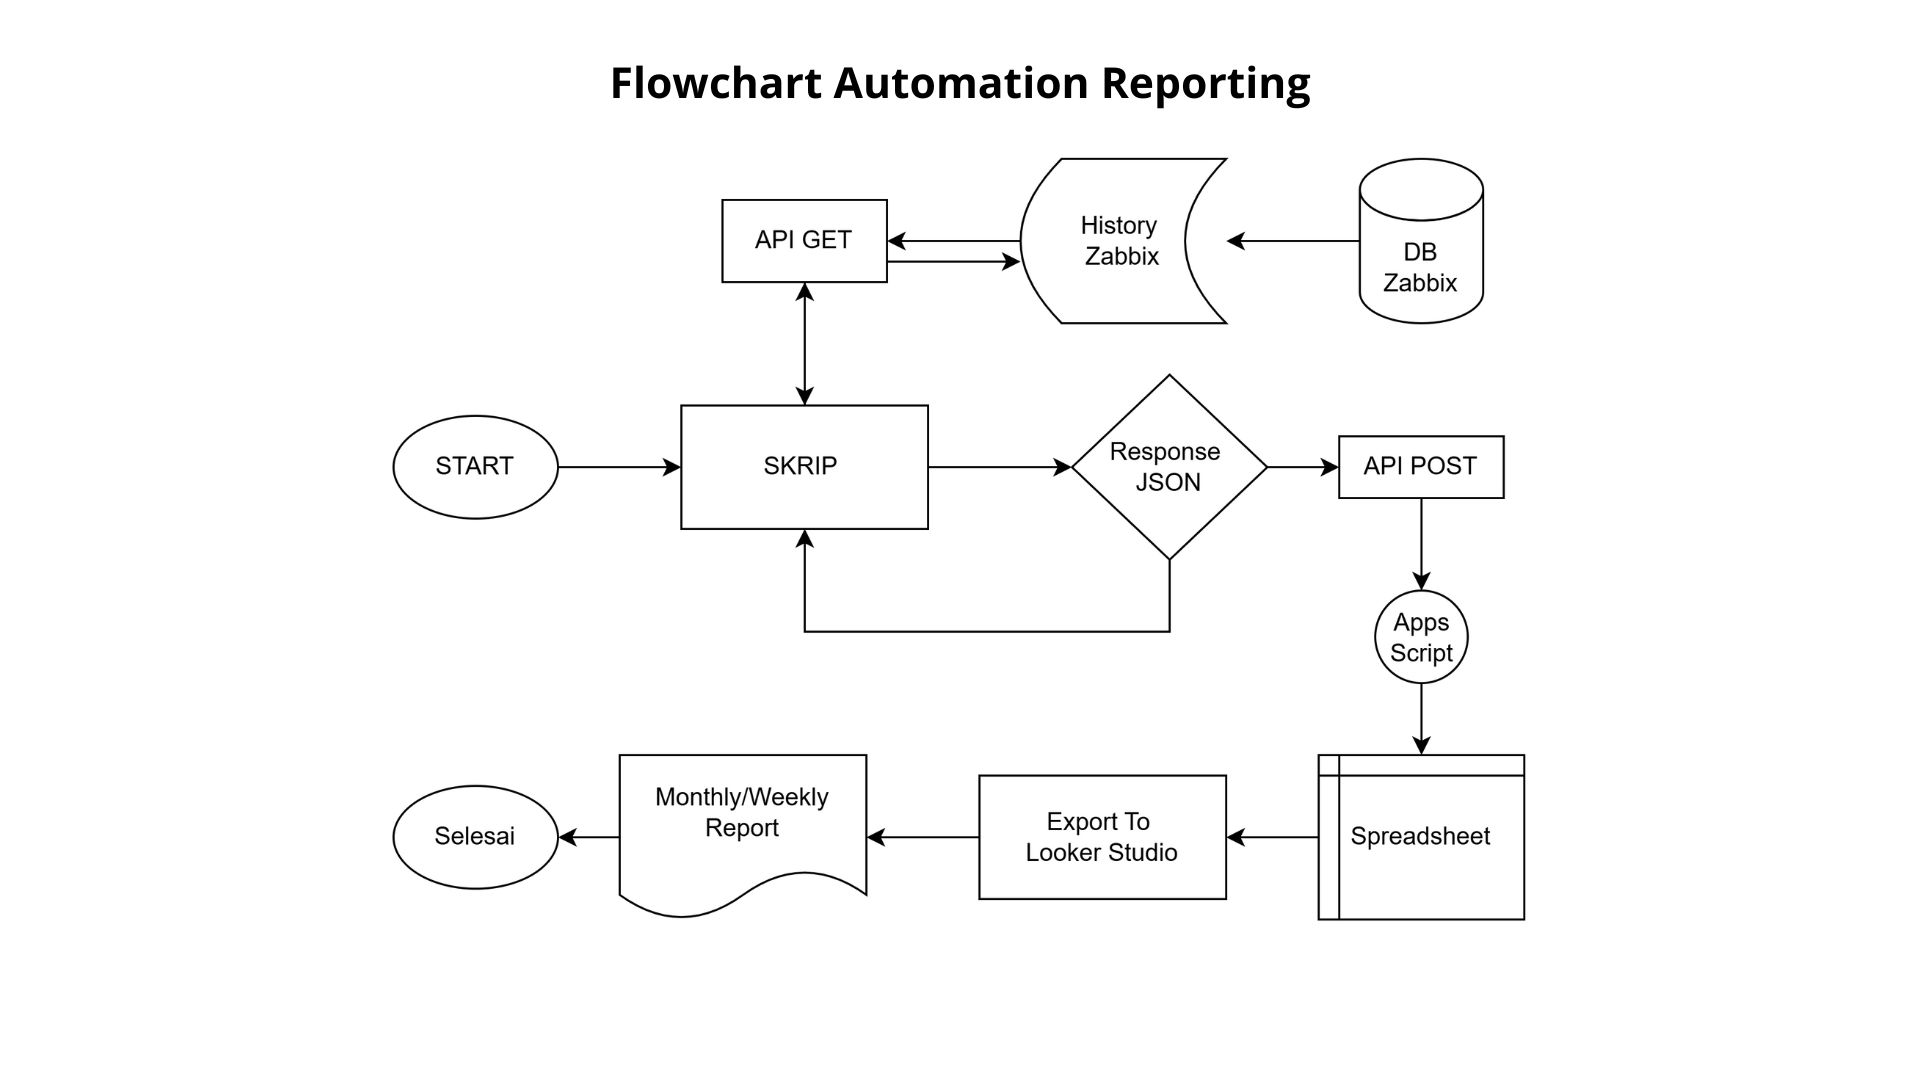 Flowchart Automation Reporting
API GET
History
Zabbix
DB
Zabbix
START
SKRIP
Response
JSON
API POST
Apps
Script
Selesai
Monthly/Weekly
Report
Export To
Looker Studio
Spreadsheet